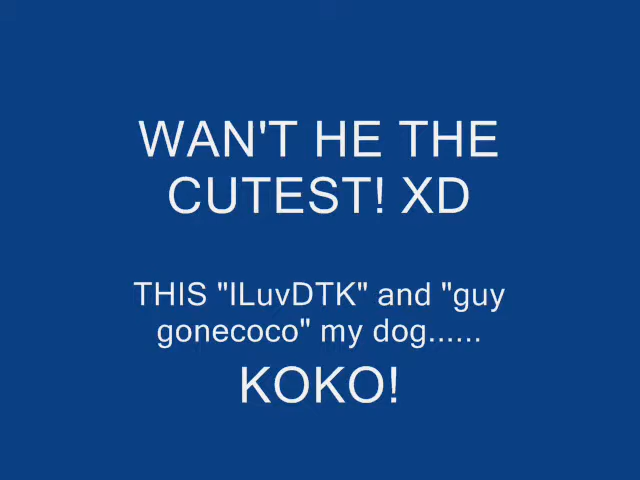 WAN'T HE THE
CUTEST! XD
THIS "ILuvDTK" and "guy
gonecoco" my dog......
KOKO!